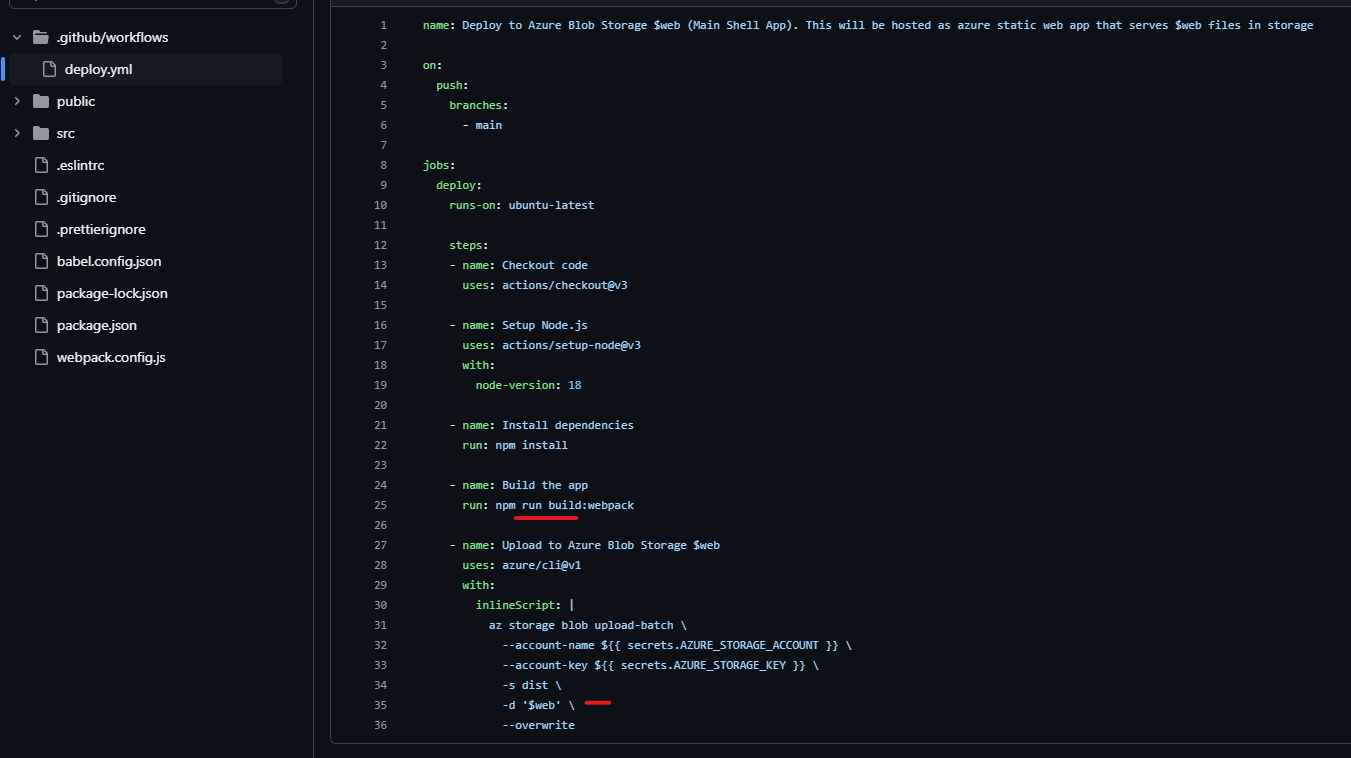 .github/workflows
deploy.yml
public
src
.eslintrc
.gitignore
.prettierignore
babel.config.json
package-lock.json
package.json
webpack.config.js
1 name: Deploy to Azure Blob Storage $web (Main Shell App). This will be hosted as azure static web app that serves $web files in storage
2
3 on:
4   push:
5     branches:
6       - main
7
8 jobs:
9   deploy:
10     runs-on: ubuntu-latest
11
12     steps:
13     - name: Checkout code
14       uses: actions/checkout@v3
15
16     - name: Setup Node.js
17       uses: actions/setup-node@v3
18       with:
19         node-version: 18
20
21     - name: Install dependencies
22       run: npm install
23
24     - name: Build the app
25       run: npm run build:webpack
26
27     - name: Upload to Azure Blob Storage $web
28       uses: azure/cli@v1
29       with:
30         inlineScript: |
31           az storage blob upload-batch \
32             --account-name ${{ secrets.AZURE_STORAGE_ACCOUNT }} \
33             --account-key ${{ secrets.AZURE_STORAGE_KEY }} \
34             -s dist \
35             -d '$web' \
36             --overwrite